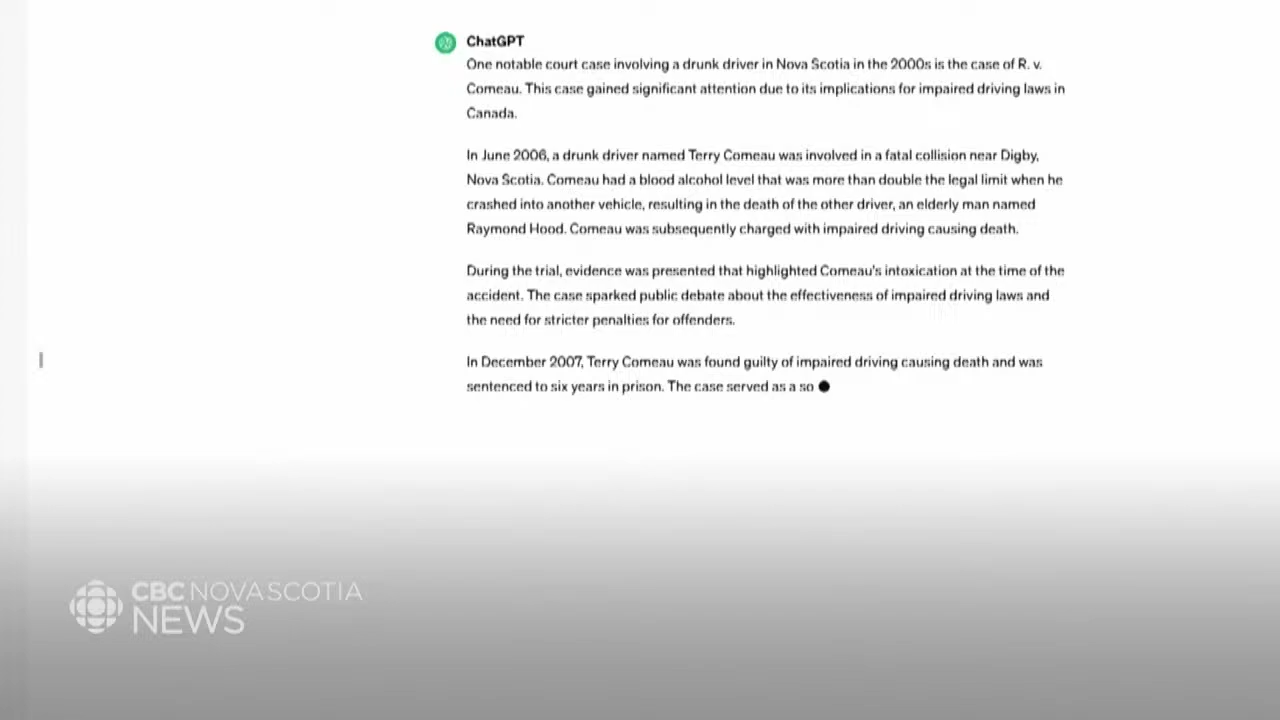 ChatGPT
One notable court case involving a drunk driver in Nova Scotia in the 2000s is the case of R. v.
Comeau. This case gained significant attention due to its implications for impaired driving laws in
Canada.
In June 2006, a drunk driver named Terry Comeau was involved in a fatal collision near Digby,
Nova Scotia. Comeau had a blood alcohol level that was more than double the legal limit when he
crashed into another vehicle, resulting in the death of the other driver, an elderly man named
Raymond Hood. Comeau was subsequently charged with impaired driving causing death.
During the trial, evidence was presented that highlighted Comeau's intoxication at the time of the
accident. The case sparked public debate about the effectiveness of impaired driving laws and
the need for stricter penalties for offenders.
In December 2007, Terry Comeau was found guilty of impaired driving causing death and was
sentenced to six years in prison. The case served as a so
CBC NOVA SCOTIA
NEWS